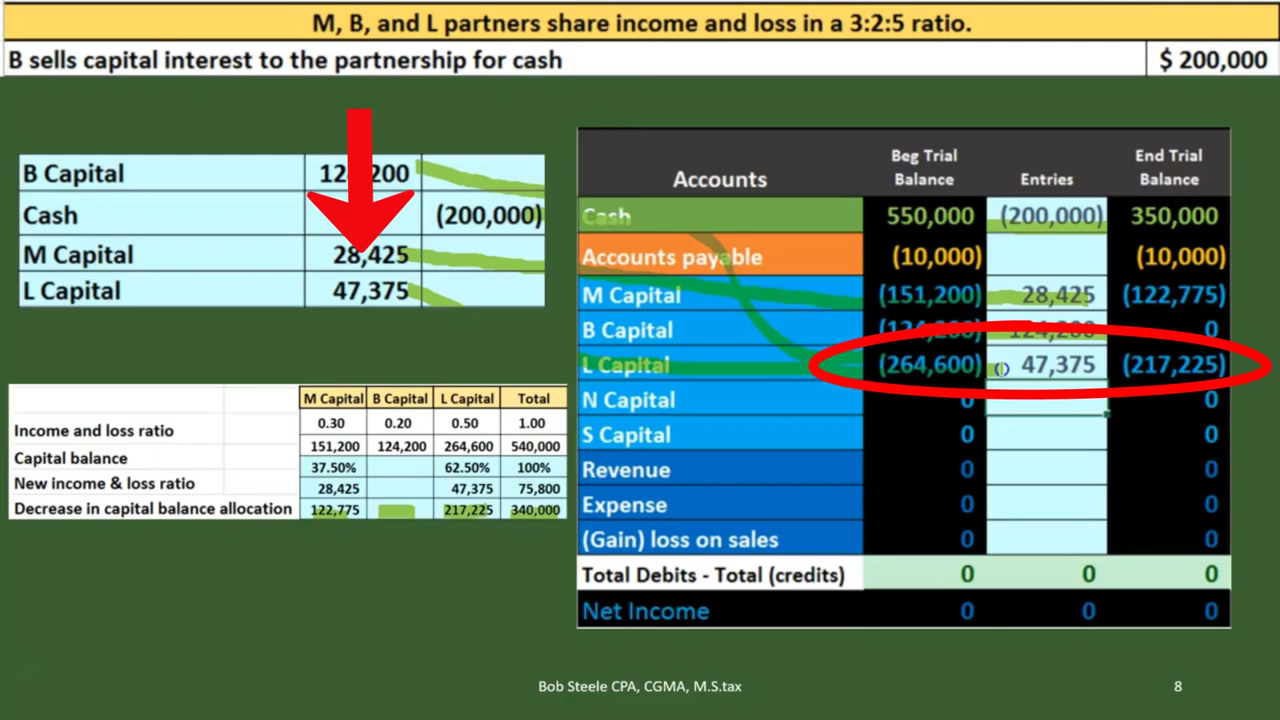 M, B, and L partners share income and loss in a 3:2:5 ratio.
B sells capital interest to the partnership for cash $ 200,000
B Capital
Cash (200,000)
M Capital 28,425
L Capital 47,375
M Capital B Capital L Capital Total
Income and loss ratio 0.30 0.20 0.50 1.00
Capital balance 151,200 124,200 264,600 540,000
New income & loss ratio 37.50% 62.50% 100%
28,425 47,375 75,800
Decrease in capital balance allocation 122,775 217,225 340,000
Accounts Beg Trial Balance Entries End Trial Balance
Cash 550,000 (200,000) 350,000
Accounts payable (10,000) (10,000)
M Capital (151,200) 28,425 (122,775)
B Capital (124,200) 124,200 0
L Capital (264,600) 47,375 (217,225)
N Capital 0 0
S Capital 0 0
Revenue 0 0
Expense 0 0
(Gain) loss on sales 0 0
Total Debits - Total (credits) 0 0 0
Net Income 0 0 0
Bob Steele CPA, CGMA, M.S.tax 8